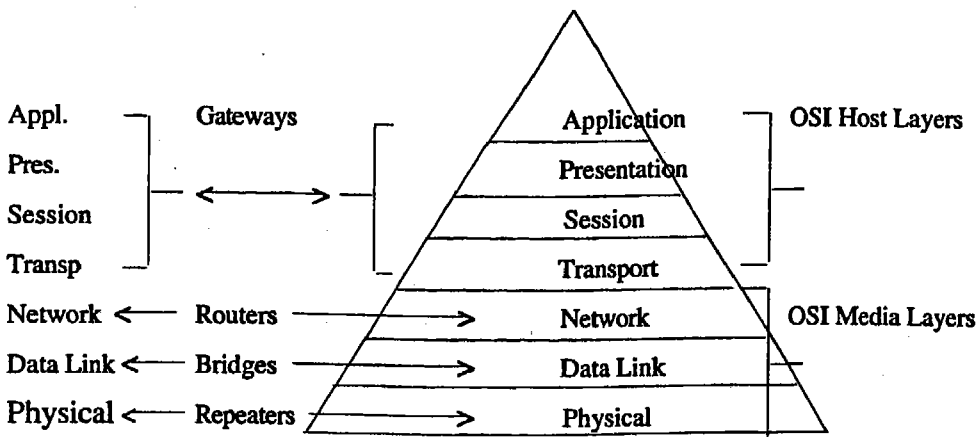 Appl. Gateways Application OSI Host Layers
Pres. Presentation
Session Session
Transp Transport
Network Routers Network OSI Media Layers
Data Link Bridges Data Link
Physical Repeaters Physical